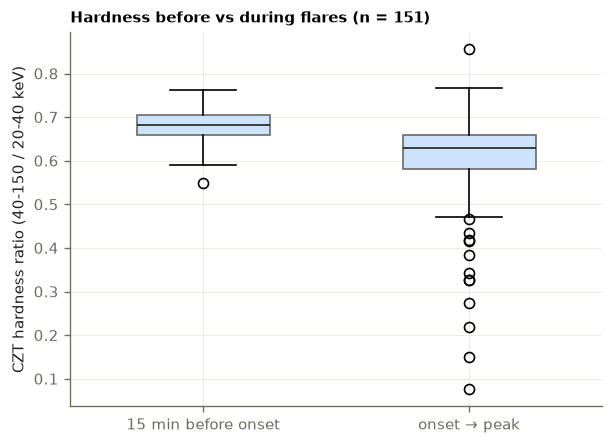 Hardness before vs during flares (n = 151)
CZT hardness ratio (40-150 / 20-40 keV)
0.8
0.7
0.6
0.5
0.4
0.3
0.2
0.1
15 min before onset
onset → peak